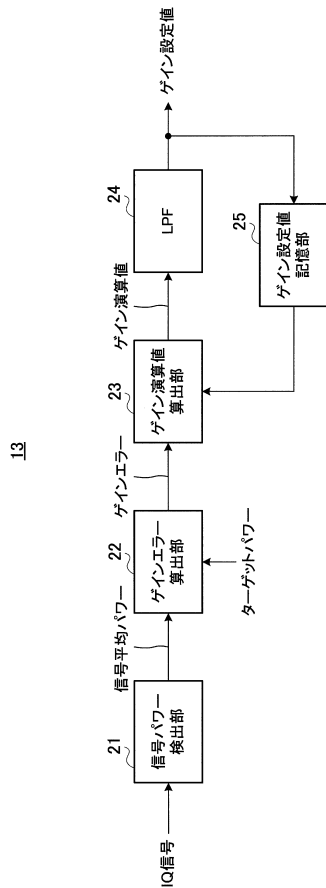 13
IQ信号
21
信号パワー
検出部
信号平均パワー
22
ゲインエラー
算出部
ターゲットパワー
ゲインエラー
23
ゲイン演算値
算出部
ゲイン演算値
24
LPF
ゲイン設定値
25
ゲイン設定値
記憶部